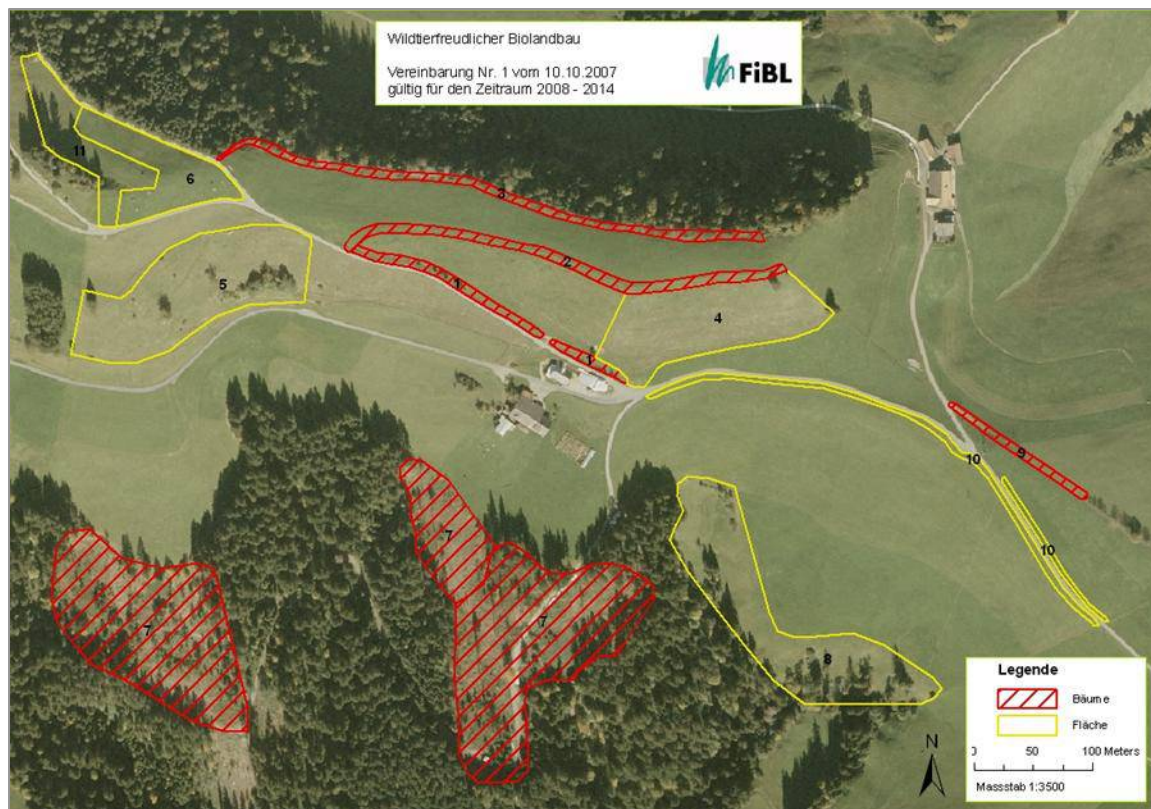 Wildtierfreudlicher Biolandbau
Vereinbarung Nr. 1 vom 10.10.2007
gültig für den Zeitraum 2008 - 2014
FiBL
11
6
3
2
5
1
4
1
9
10
10
7
7
7
8
Legende
Bäume
Fläche
0 50 100 Meters
Massstab 1:3500
N